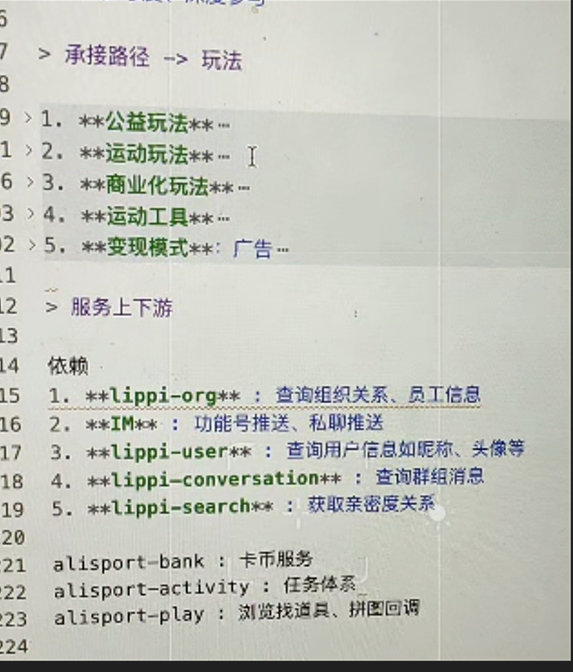 6
7 > 承接路径 -> 玩法
8
9 > 1. **公益玩法**…
1 > 2. **运动玩法**…
6 > 3. **商业化玩法**…
03 > 4. **运动工具**…
02 > 5. **变现模式**: 广告…
11
12 > 服务上下游
13
14 依赖
15 1. **lippi-org** : 查询组织关系、员工信息
16 2. **IM** : 功能号推送、私聊推送
17 3. **lippi-user** : 查询用户信息如昵称、头像等
18 4. **lippi-conversation** : 查询群组消息
19 5. **lippi-search** : 获取亲密度关系
20
221 alisport-bank : 卡币服务
222 alisport-activity : 任务体系
223 alisport-play : 浏览找道具、拼图回调
224